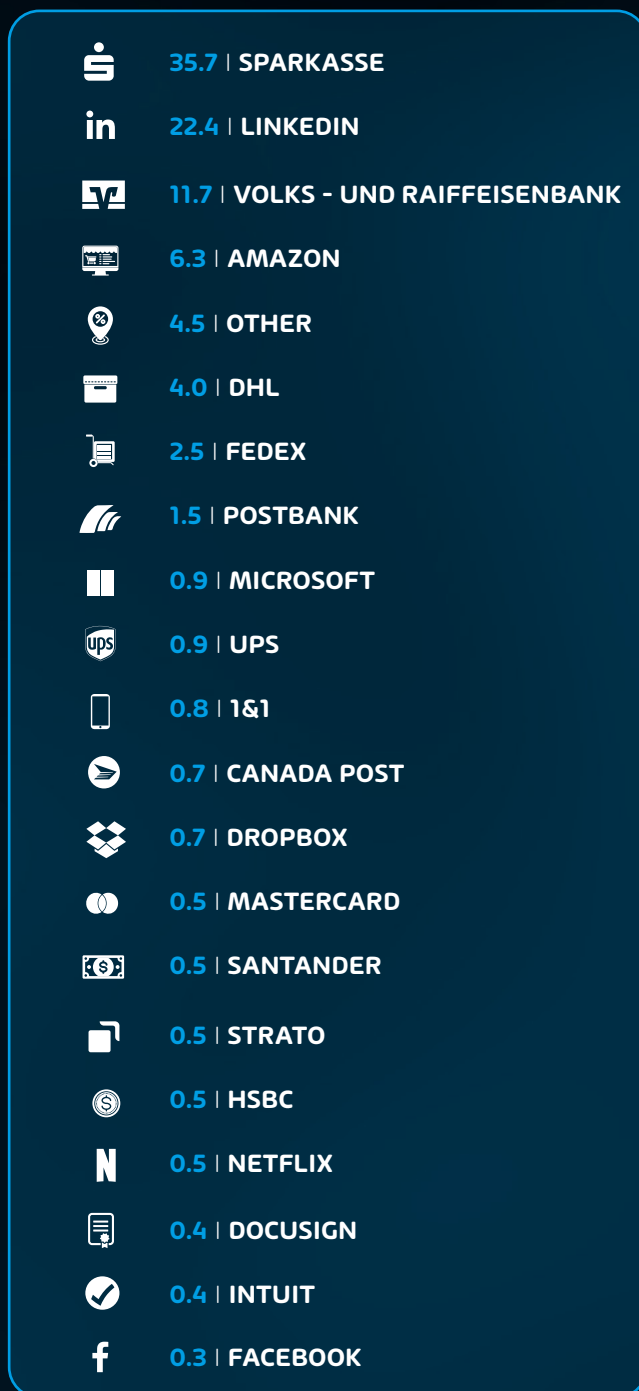 35.7 | SPARKASSE
in 22.4 | LINKEDIN
11.7 | VOLKS - UND RAIFFEISENBANK
6.3 | AMAZON
% 4.5 | OTHER
4.0 | DHL
2.5 | FEDEX
1.5 | POSTBANK
0.9 | MICROSOFT
ups 0.9 | UPS
0.8 | 1&1
0.7 | CANADA POST
0.7 | DROPBOX
0.5 | MASTERCARD
$ 0.5 | SANTANDER
0.5 | STRATO
$ 0.5 | HSBC
N 0.5 | NETFLIX
0.4 | DOCUSIGN
0.4 | INTUIT
f 0.3 | FACEBOOK